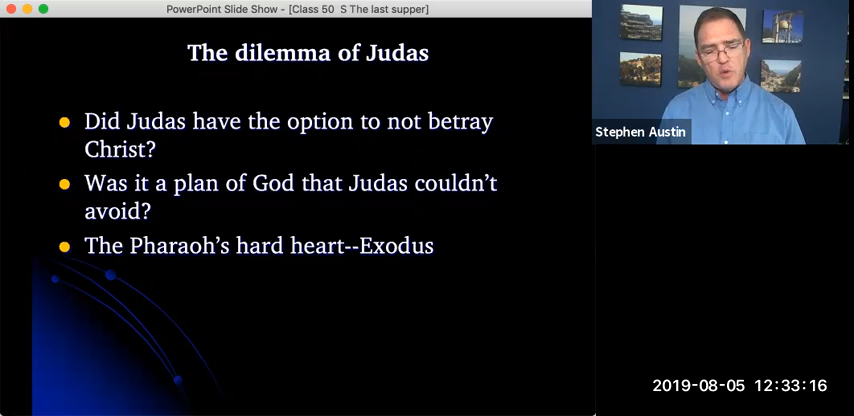 PowerPoint Slide Show - [Class 50  S The last supper]
The dilemma of Judas
Did Judas have the option to not betray
Christ?
Was it a plan of God that Judas couldn’t
avoid?
The Pharaoh’s hard heart--Exodus
Stephen Austin
2019-08-05 12:33:16